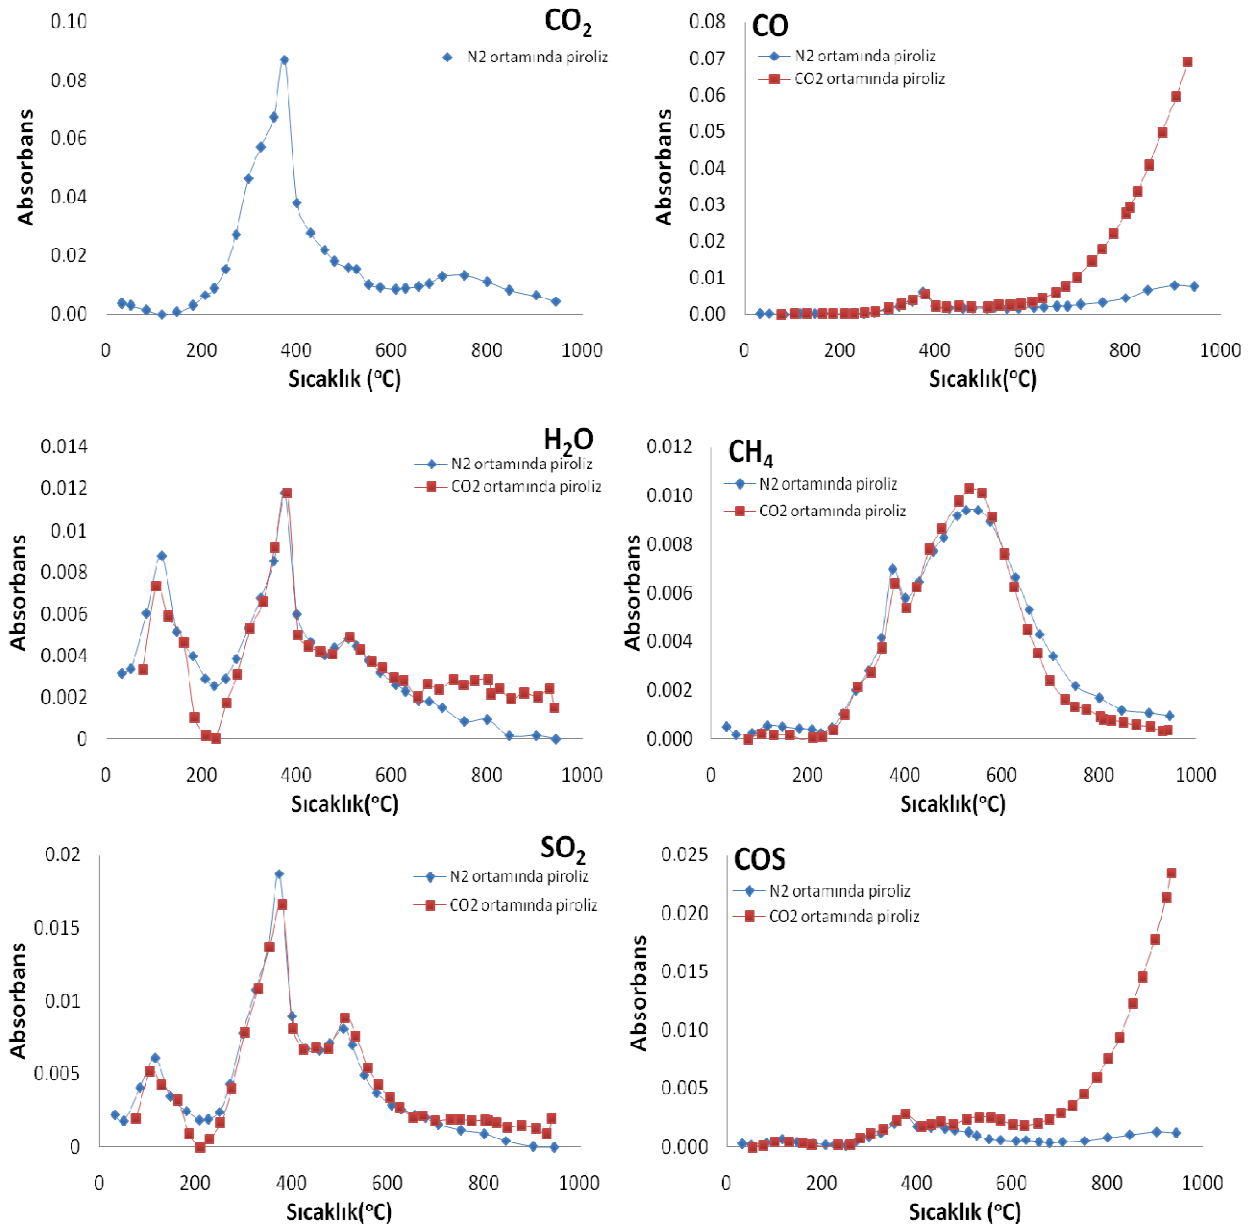 CO2
N2 ortamında piroliz
0.10
0.08
0.06
0.04
0.02
0.00
Absorbans
0 200 400 600 800 1000
Sıcaklık (°C)
CO
N2 ortamında piroliz
CO2 ortamında piroliz
0.08
0.07
0.06
0.05
0.04
0.03
0.02
0.01
0.00
Absorbans
0 200 400 600 800 1000
Sıcaklık(°C)
H2O
N2 ortamında piroliz
CO2 ortamında piroliz
0.014
0.012
0.01
0.008
0.006
0.004
0.002
0
Absorbans
0 200 400 600 800 1000
Sıcaklık(°C)
CH4
N2 ortamında piroliz
CO2 ortamında piroliz
0.012
0.010
0.008
0.006
0.004
0.002
0.000
Absorbans
0 200 400 600 800 1000
Sıcaklık(°C)
SO2
N2 ortamında piroliz
CO2 ortamında piroliz
0.02
0.015
0.01
0.005
0
Absorbans
0 200 400 600 800 1000
Sıcaklık(°C)
COS
N2 ortamında piroliz
CO2 ortamında piroliz
0.025
0.020
0.015
0.010
0.005
0.000
Absorbans
0 200 400 600 800 1000
Sıcaklık (°C)